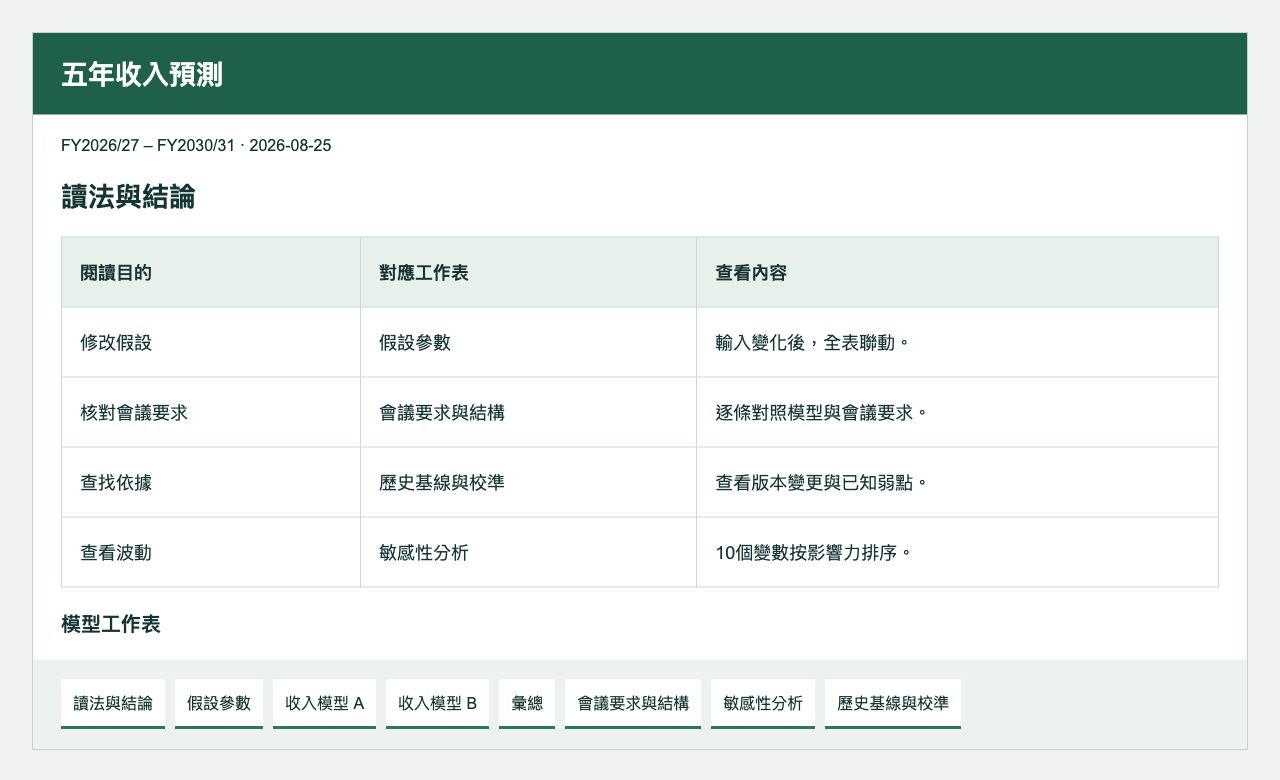 五年收入預測
FY2026/27 – FY2030/31 · 2026-08-25
讀法與結論
閱讀目的 對應工作表 查看內容
修改假設 假設參數 輸入變化後，全表聯動。
核對會議要求 會議要求與結構 逐條對照模型與會議要求。
查找依據 歷史基線與校準 查看版本變更與已知弱點。
查看波動 敏感性分析 10個變數按影響力排序。
模型工作表
讀法與結論 假設參數 收入模型 A 收入模型 B 彙總 會議要求與結構 敏感性分析 歷史基線與校準